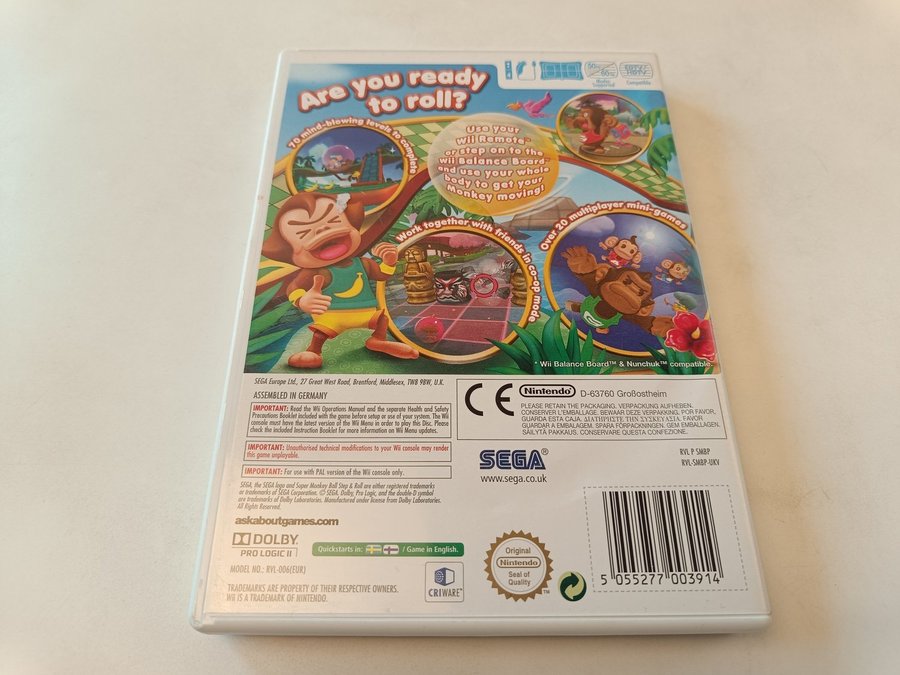 Are you ready
to roll?
50Hz
60Hz
Modes
Supported
EDTV
HDTV
Compatible
70 mind-blowing levels to complete
Use your
Wii Remote™
or step on to the
Wii Balance Board™
and use your whole
body to get your
Monkey moving!
Work together with friends in co-op mode
Over 20 multiplayer mini-games
* Wii Balance Board™ & Nunchuk™ compatible.
SEGA Europe Ltd., 27 Great West Road, Brentford, Middlesex, TW8 9BW, U.K.
ASSEMBLED IN GERMANY
IMPORTANT: Read the Wii Operations Manual and the separate Health and Safety
Precautions Booklet included with the game before setup or use of your system. The Wii
console must have the latest version of the Wii Menu in order to play this Disc. Please
check the included Instruction Booklet for more information on Wii Menu updates.
IMPORTANT: Unauthorised technical modifications to your Wii console may render
this game unplayable.
IMPORTANT: For use with PAL version of the Wii console only.
SEGA, the SEGA logo and Super Monkey Ball Step & Roll are either registered trademarks
or trademarks of SEGA Corporation. © SEGA. Dolby, Pro Logic, and the double D symbol
are trademarks of Dolby Laboratories. Manufactured under license from Dolby Laboratories.
All Rights Reserved.
askaboutgames.com
DOLBY
PRO LOGIC II
Quickstarts in: / Game in English.
MODEL NO.: RVL-006(EUR)
TRADEMARKS ARE PROPERTY OF THEIR RESPECTIVE OWNERS.
Wii IS A TRADEMARK OF NINTENDO.
CRIWARE™
CE
Nintendo® D-63760 Großostheim
PLEASE RETAIN THE PACKAGING. VERPACKUNG AUFHEBEN.
CONSERVER L'EMBALLAGE. BEWAAR DEZE VERPAKKING. POR FAVOR,
GUARDA ESTA CAJA. ΔΙΑΤΗΡΗΣΤΕ ΤΗΝ ΣΥΣΚΕΥΑΣΙΑ. FAVOR
GUARDAR A EMBALAGEM. SPARA FÖRPACKNINGEN. GEM EMBALLAGEN.
SÄILYTÄ PAKKAUS. CONSERVARE QUESTA CONFEZIONE.
SEGA®
www.sega.co.uk
RVL P SMBP
RVL-SMBP-UKV
Original
Nintendo®
Seal of
Quality
™
5 055277 003914